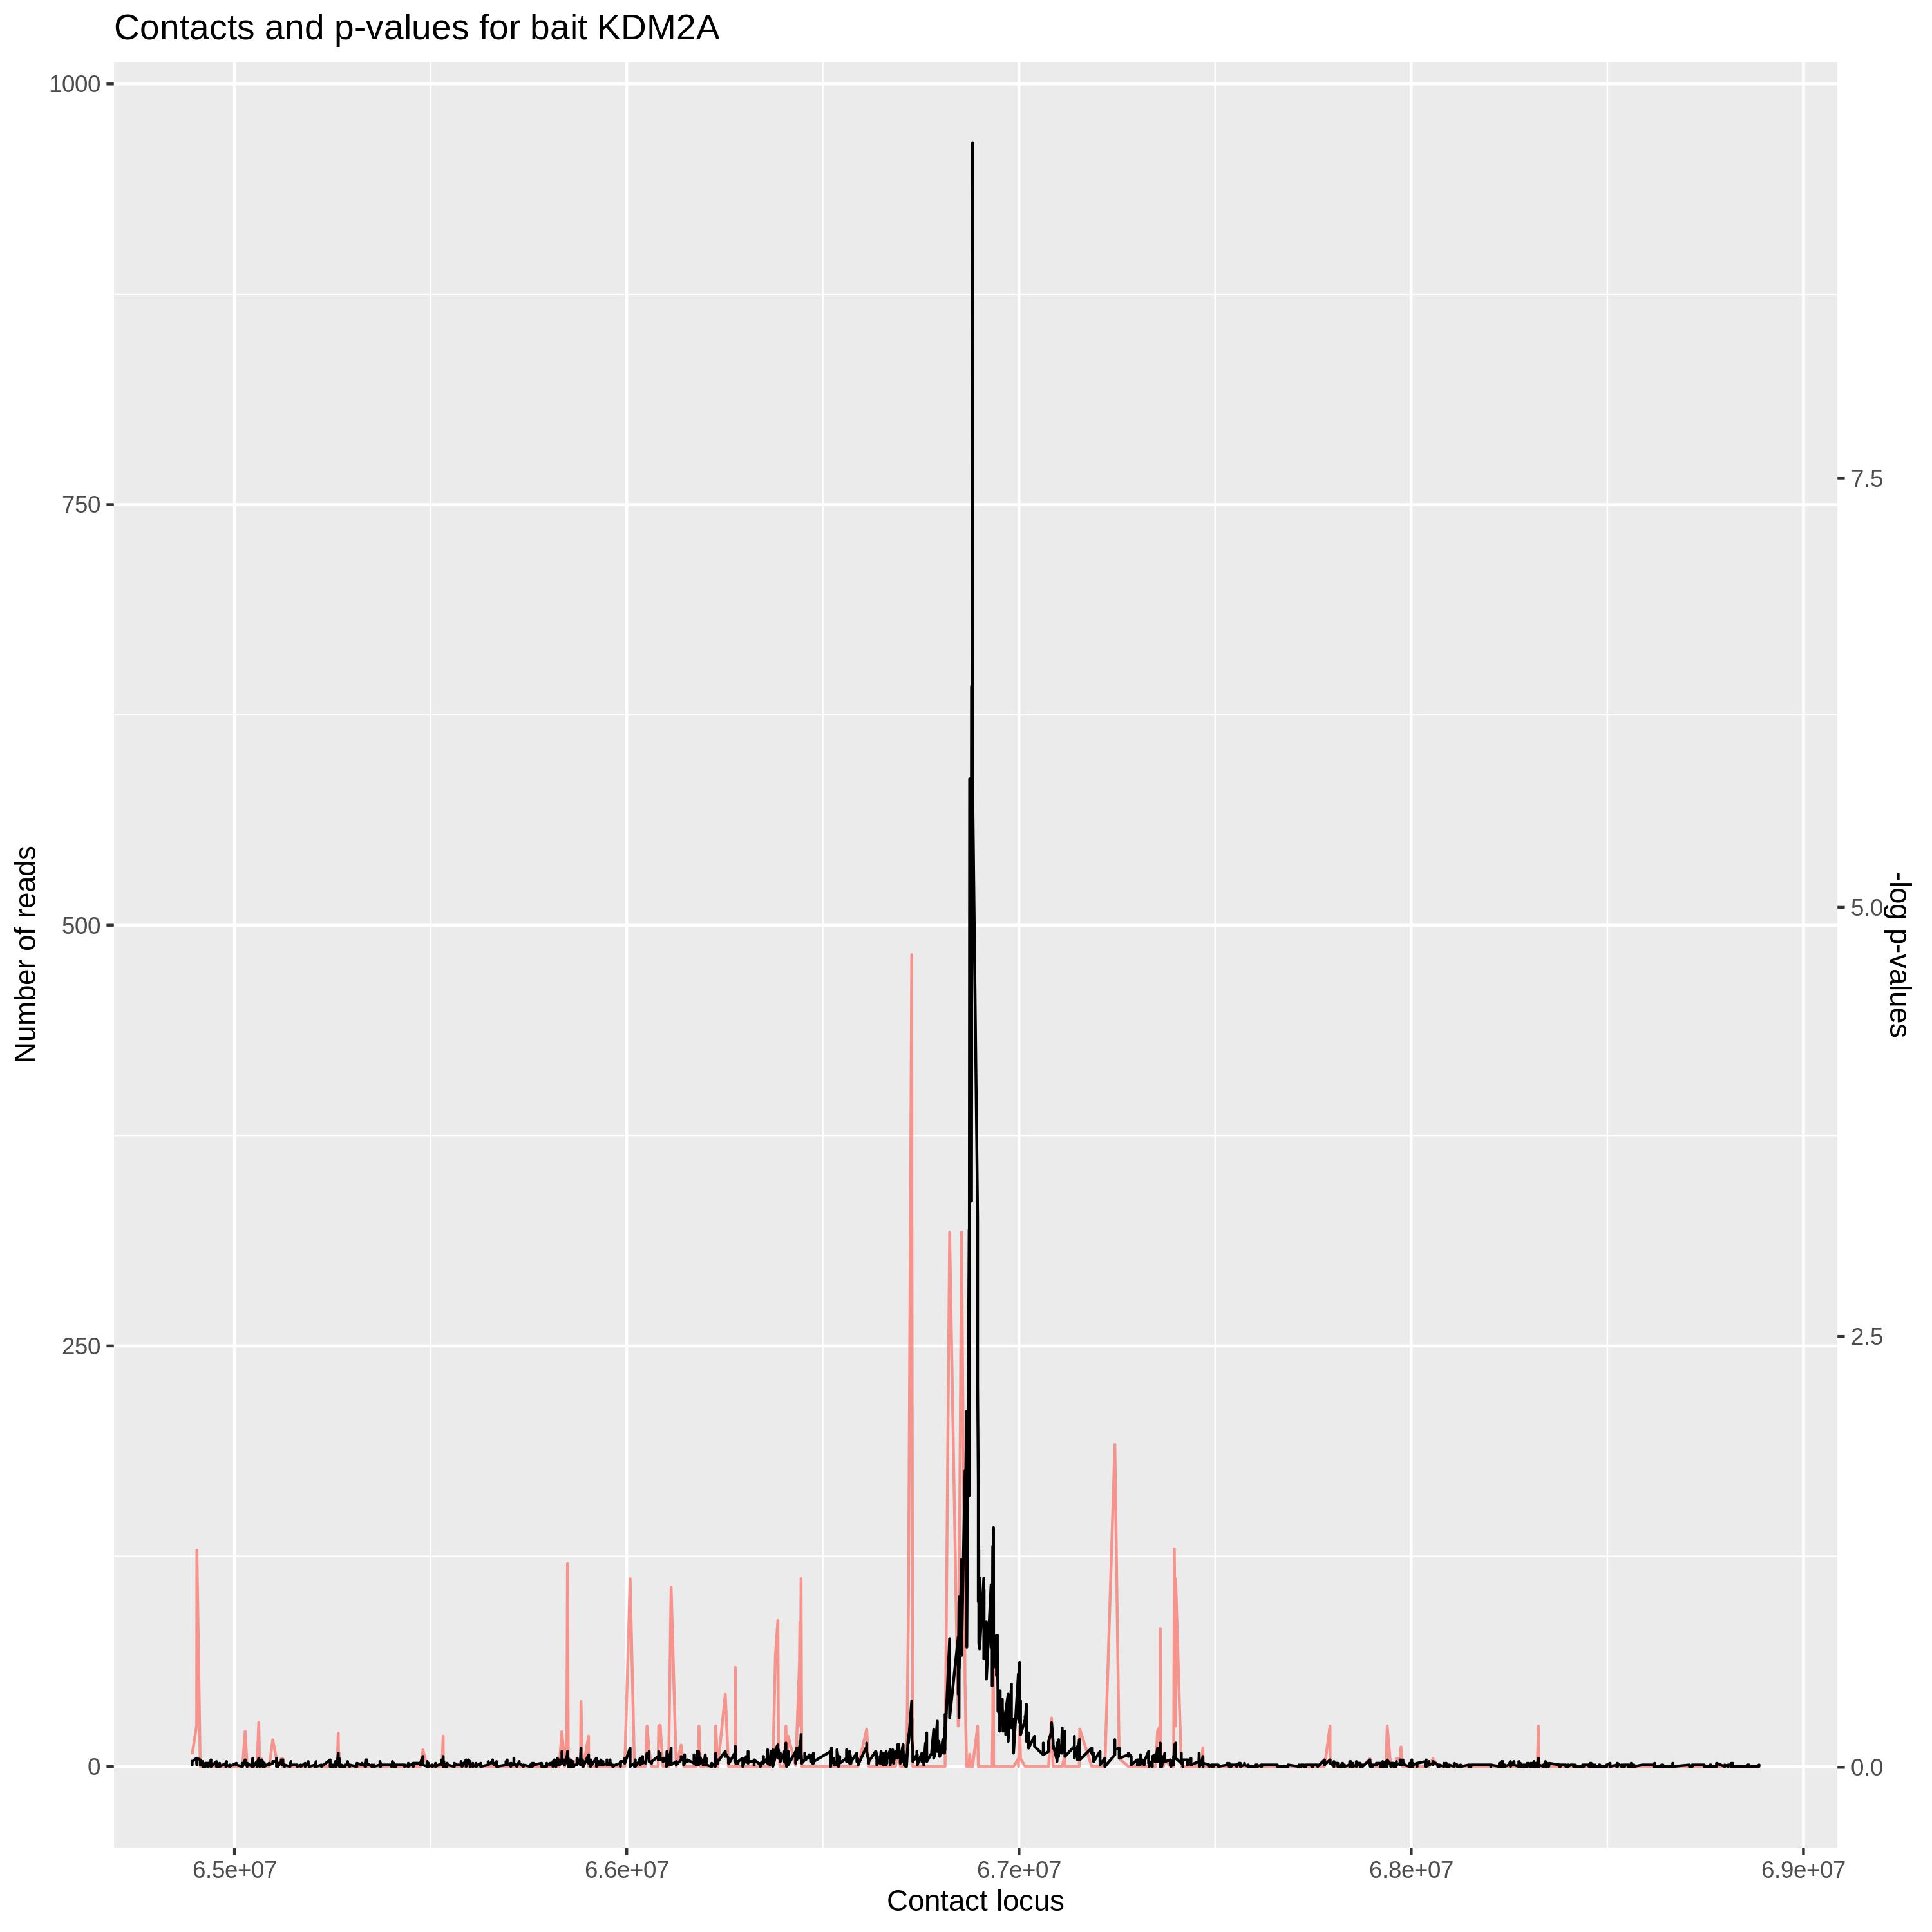 Contacts and p-values for bait KDM2A
1000
750
500
250
0
Number of reads
7.5
5.0
2.5
0.0
-log p-values
6.5e+07
6.6e+07
6.7e+07
6.8e+07
6.9e+07
Contact locus